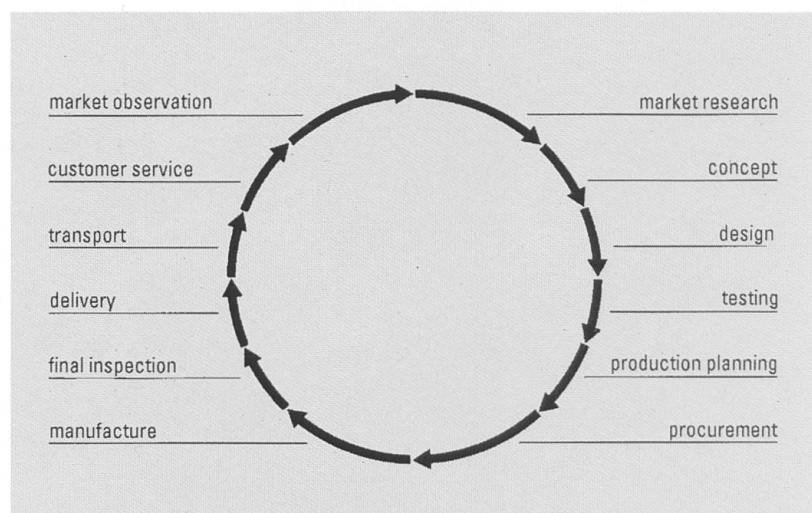 market observation
market research
customer service
concept
transport
design
delivery
testing
final inspection
production planning
manufacture
procurement